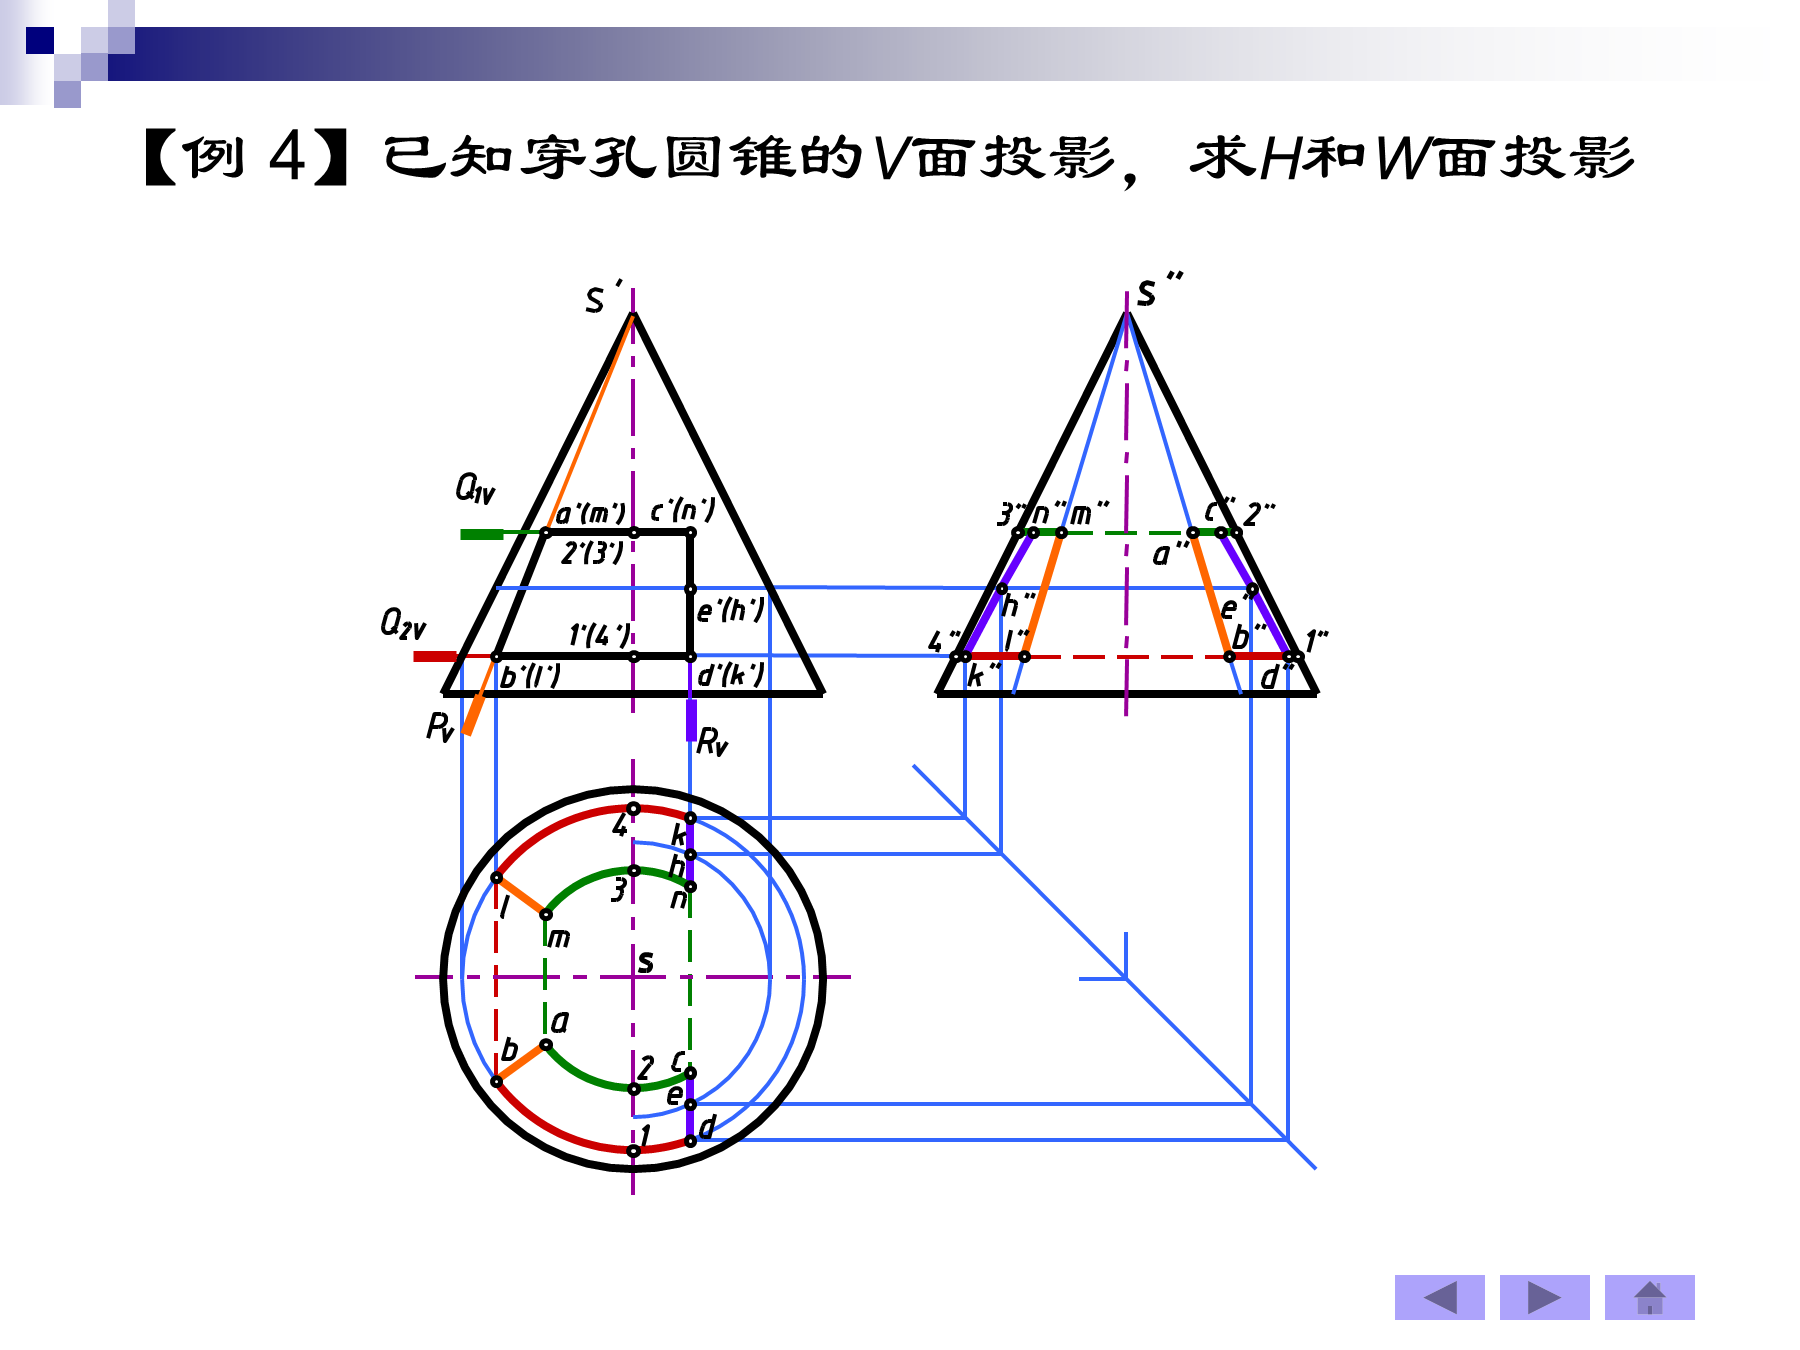 【例 4】已知穿孔圆锥的V面投影，求H和W面投影
s' s"
Q1V a'(m') c'(n') 3" n" m" c" 2"
2'(3') a"
Q2V e'(h') h" e"
1'(4') 4" l" b" 1"
b'(l') d'(k') k" d"
PV RV
4 k
h
3 n
l
m
s
a
b 2 c
e
1 d